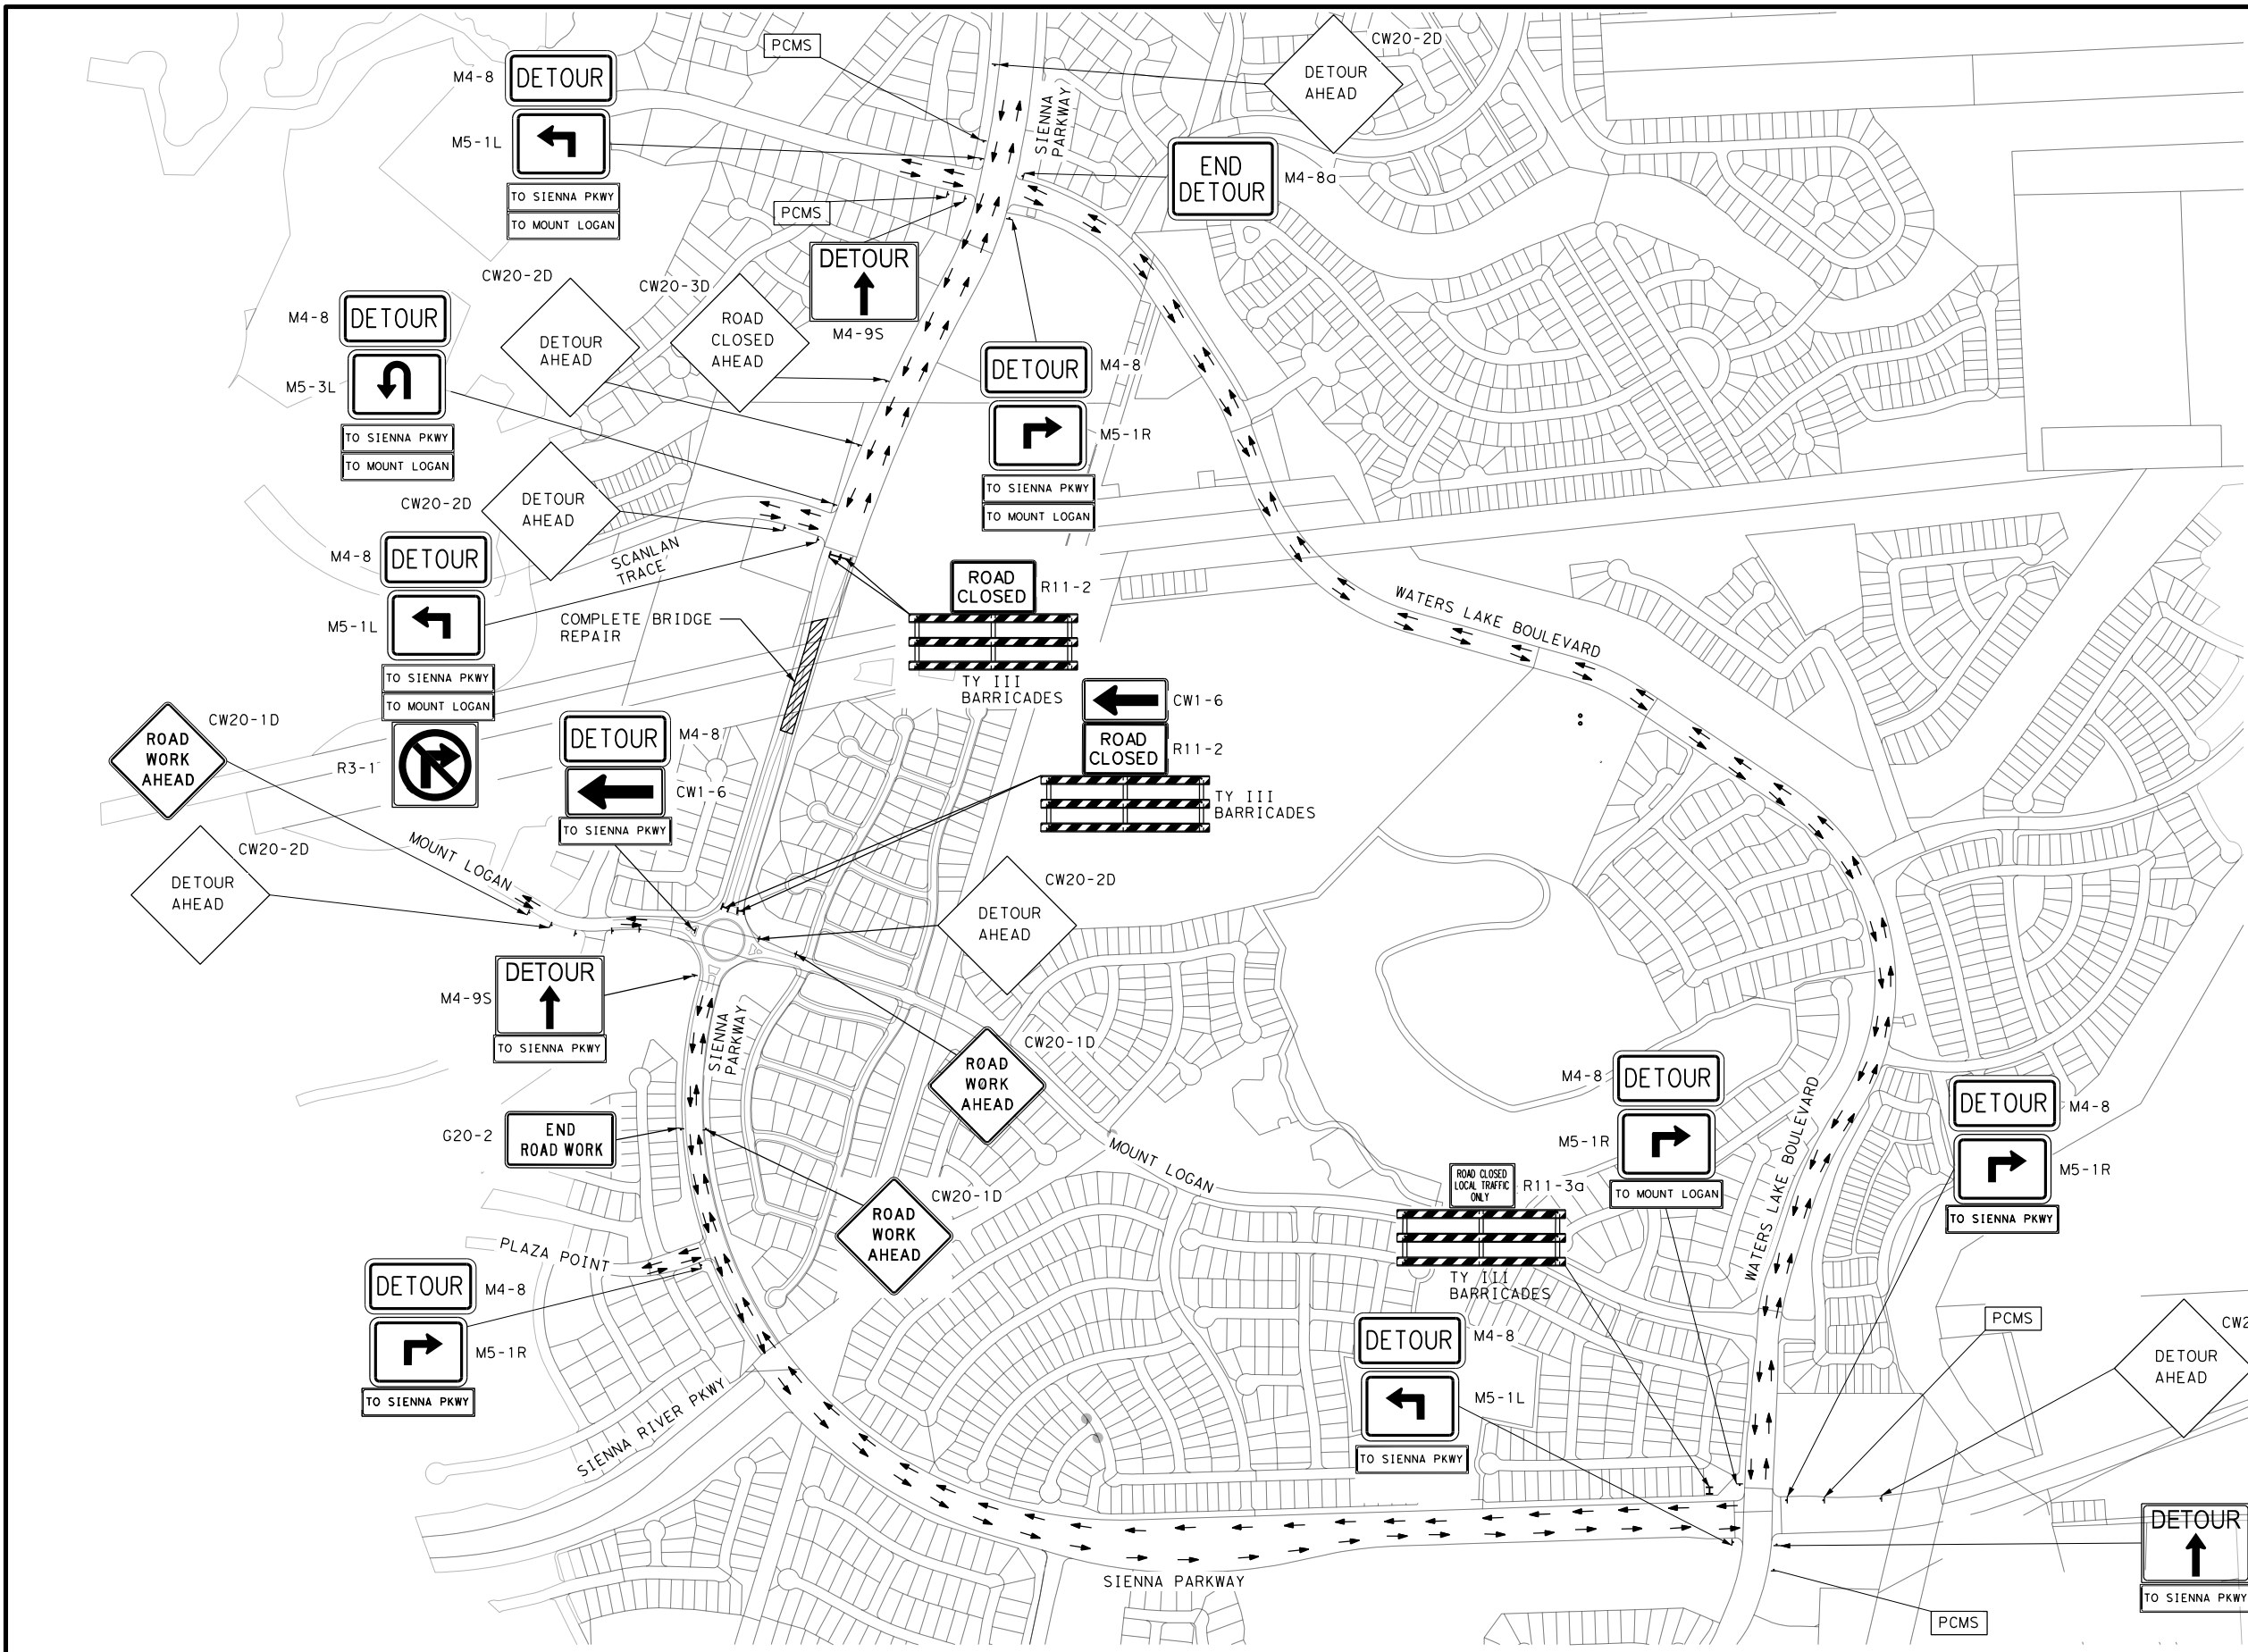 PCMS
CW20-2D
DETOUR
AHEAD
M4-8
DETOUR
M5-1L
TO SIENNA PKWY
TO MOUNT LOGAN
SIENNA
PARKWAY
END
DETOUR
M4-8a
PCMS
DETOUR
M4-9S
CW20-2D
DETOUR
AHEAD
CW20-3D
ROAD
CLOSED
AHEAD
M4-8
DETOUR
M5-3L
TO SIENNA PKWY
TO MOUNT LOGAN
DETOUR
M4-8
M5-1R
TO SIENNA PKWY
TO MOUNT LOGAN
CW20-2D
DETOUR
AHEAD
M4-8
DETOUR
M5-1L
TO SIENNA PKWY
TO MOUNT LOGAN
R3-1
SCANLAN
TRACE
COMPLETE BRIDGE
REPAIR
ROAD
CLOSED
R11-2
TY III
BARRICADES
WATERS LAKE BOULEVARD
CW1-6
ROAD
CLOSED
R11-2
TY III
BARRICADES
CW20-1D
ROAD
WORK
AHEAD
DETOUR
M4-8
CW1-6
TO SIENNA PKWY
CW20-2D
DETOUR
AHEAD
MOUNT LOGAN
CW20-2D
DETOUR
AHEAD
DETOUR
M4-9S
TO SIENNA PKWY
SIENNA
PARKWAY
CW20-1D
ROAD
WORK
AHEAD
G20-2
END
ROAD WORK
CW20-1D
ROAD
WORK
AHEAD
MOUNT LOGAN
M4-8
DETOUR
M5-1R
TO MOUNT LOGAN
WATERS LAKE BOULEVARD
DETOUR
M4-8
M5-1R
TO SIENNA PKWY
ROAD CLOSED
LOCAL TRAFFIC
ONLY
R11-3a
TY III
BARRICADES
PLAZA POINT
DETOUR
M4-8
M5-1R
TO SIENNA PKWY
SIENNA RIVER PKWY
DETOUR
M4-8
M5-1L
TO SIENNA PKWY
PCMS
CW2
DETOUR
AHEAD
DETOUR
TO SIENNA PKWY
SIENNA PARKWAY
PCMS